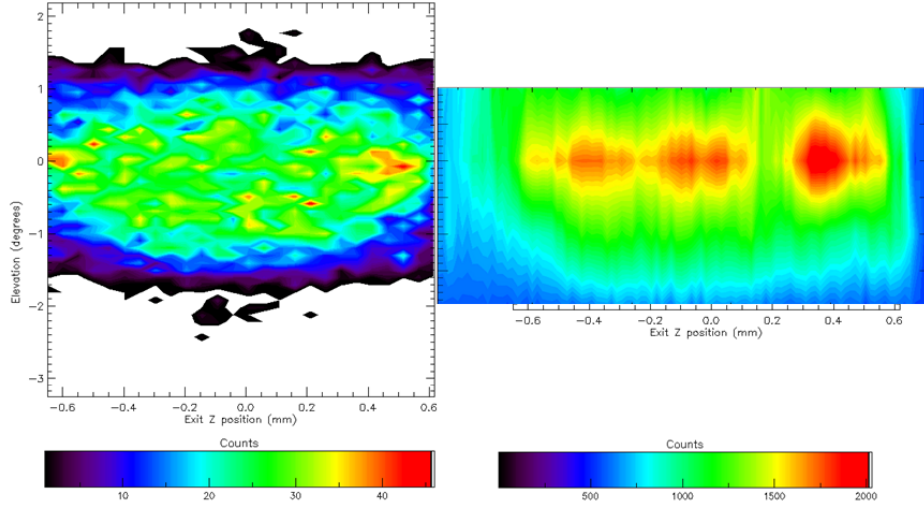 2
1
0
−1
−2
−3
Elevation (degrees)
−0.6 −0.4 −0.2 0.0 0.2 0.4 0.6
Exit Z position (mm)
−0.6 −0.4 −0.2 0.0 0.2 0.4 0.6
Exit Z position (mm)
Counts
10 20 30 40
Counts
500 1000 1500 2000